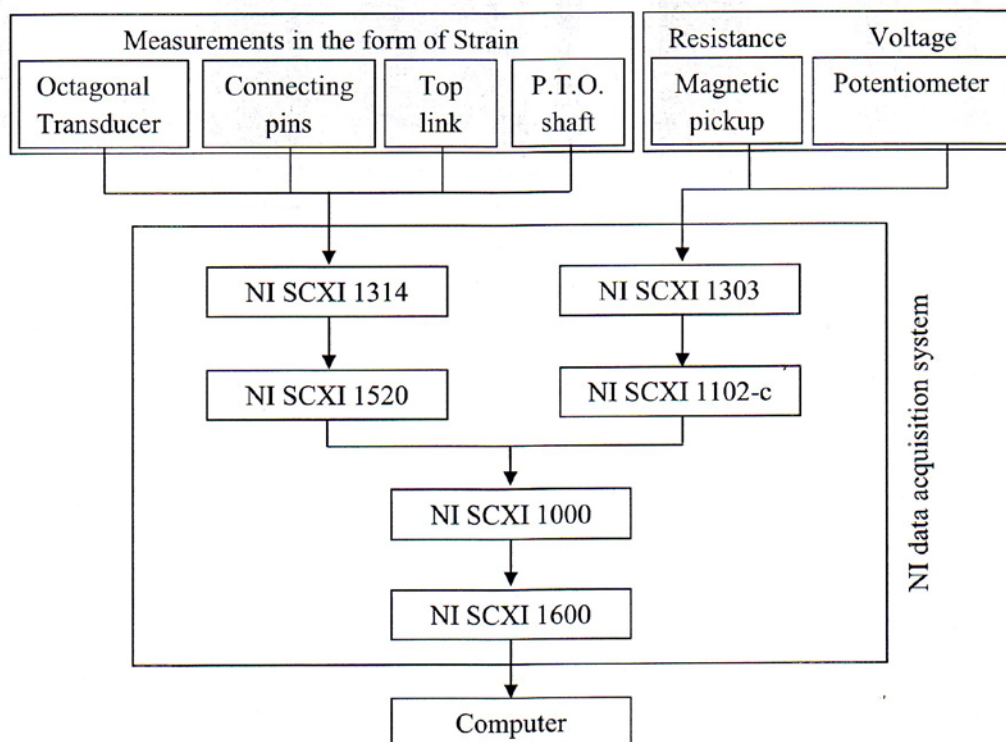 Measurements in the form of Strain
Octagonal
Transducer
Connecting
pins
Top
link
P.T.O.
shaft
Resistance
Voltage
Magnetic
pickup
Potentiometer
NI SCXI 1314
NI SCXI 1303
NI SCXI 1520
NI SCXI 1102-c
NI SCXI 1000
NI SCXI 1600
NI data acquisition system
Computer